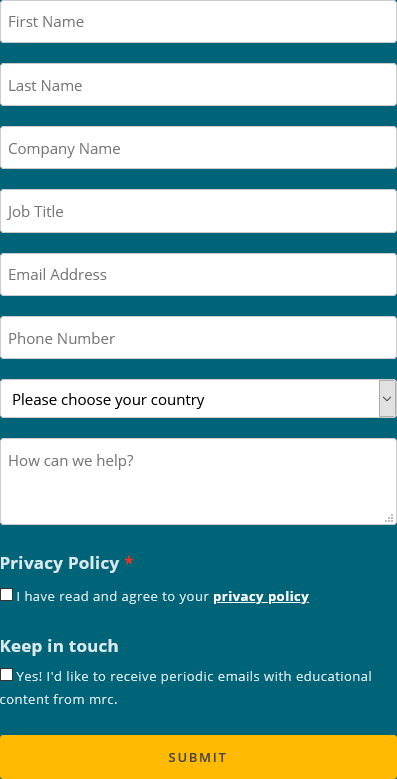 First Name
Last Name
Company Name
Job Title
Email Address
Phone Number
Please choose your country
How can we help?
Privacy Policy *
I have read and agree to your privacy policy
Keep in touch
Yes! I'd like to receive periodic emails with educational
content from mrc.
SUBMIT